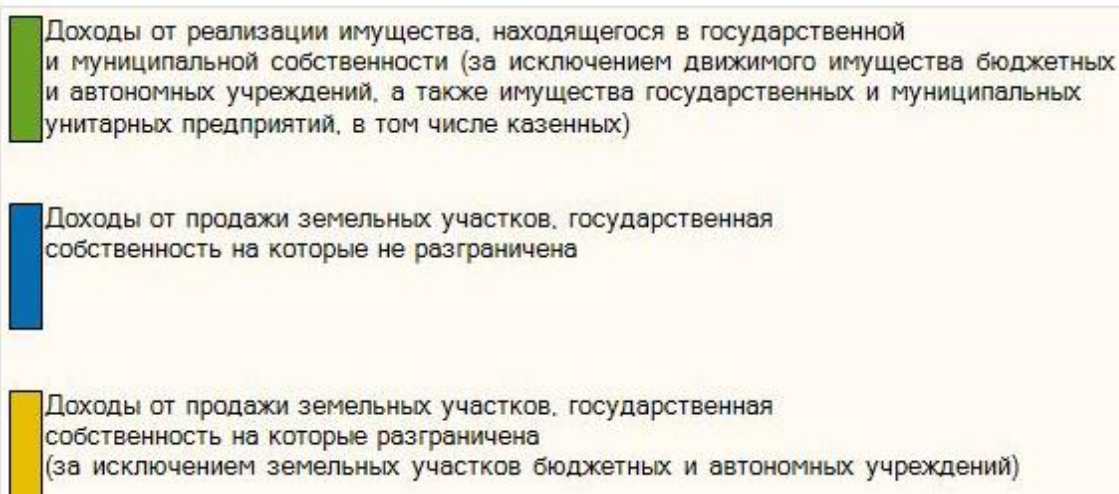 Доходы от реализации имущества, находящегося в государственной
и муниципальной собственности (за исключением движимого имущества бюджетных
и автономных учреждений, а также имущества государственных и муниципальных
унитарных предприятий, в том числе казенных)
Доходы от продажи земельных участков, государственная
собственность на которые не разграничена
Доходы от продажи земельных участков, государственная
собственность на которые разграничена
(за исключением земельных участков бюджетных и автономных учреждений)